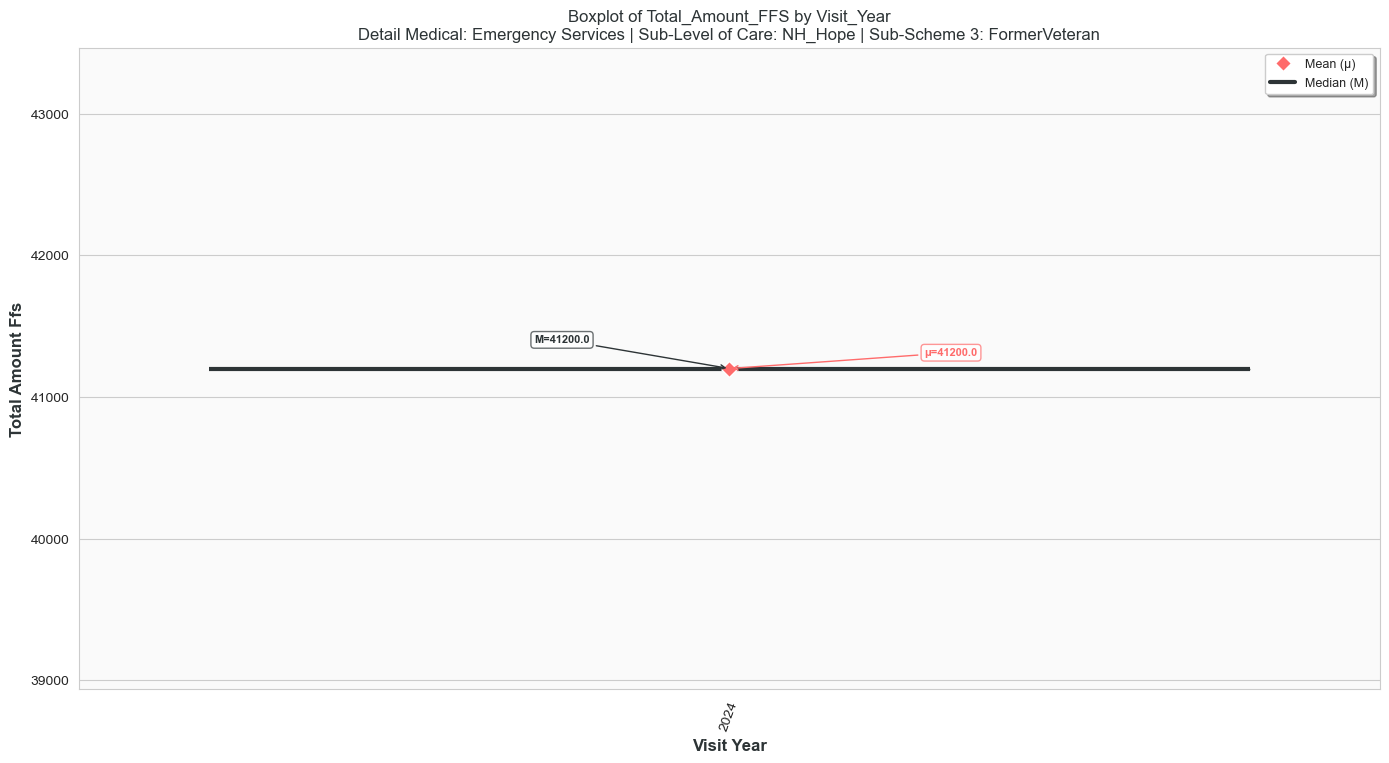 Boxplot of Total_Amount_FFS by Visit_Year
Detail Medical: Emergency Services | Sub-Level of Care: NH_Hope | Sub-Scheme 3: FormerVeteran
Mean (μ)
Median (M)
43000
42000
41000
40000
39000
Total Amount Ffs
M=41200.0
μ=41200.0
2024
Visit Year